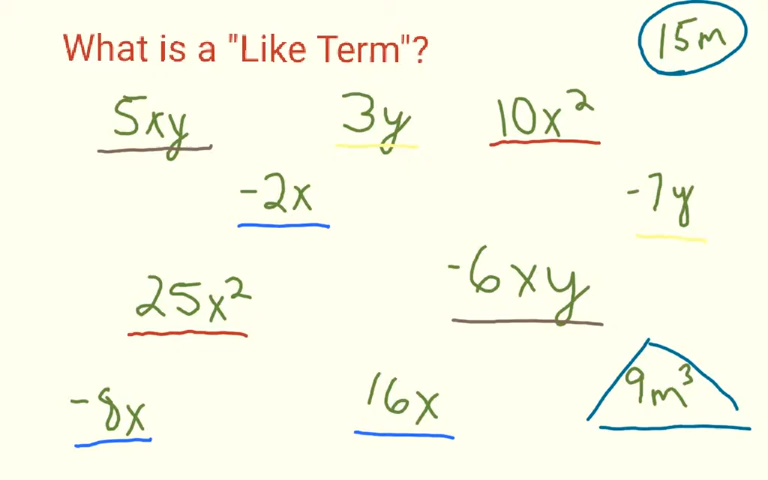 What is a "Like Term"?
15m
5xy 3y 10x²
-2x -7y
25x² -6xy
-8x 16x 9m³